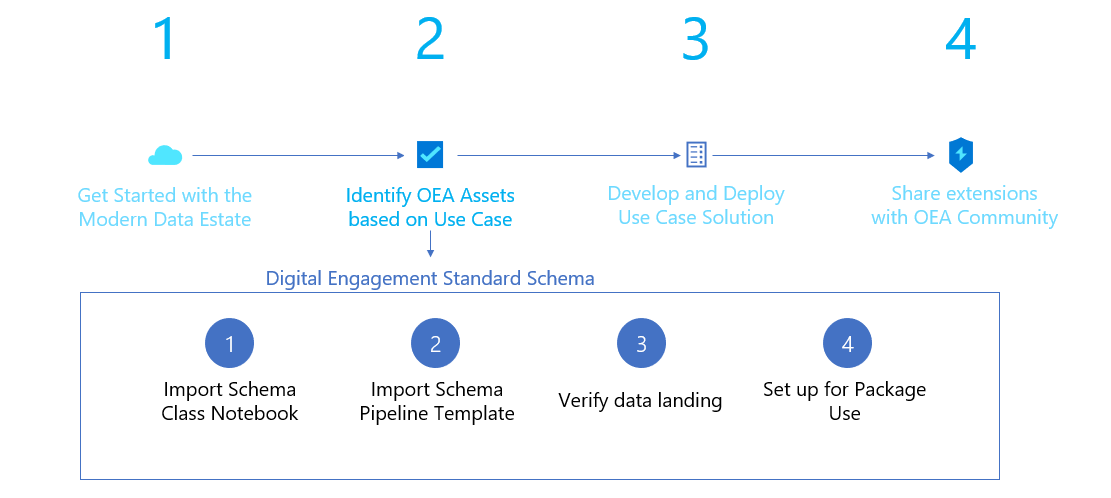 1
2
3
4
Get Started with the
Modern Data Estate
Identify OEA Assets
based on Use Case
Develop and Deploy
Use Case Solution
Share extensions
with OEA Community
Digital Engagement Standard Schema
1
2
3
4
Import Schema
Class Notebook
Import Schema
Pipeline Template
Verify data landing
Set up for Package
Use